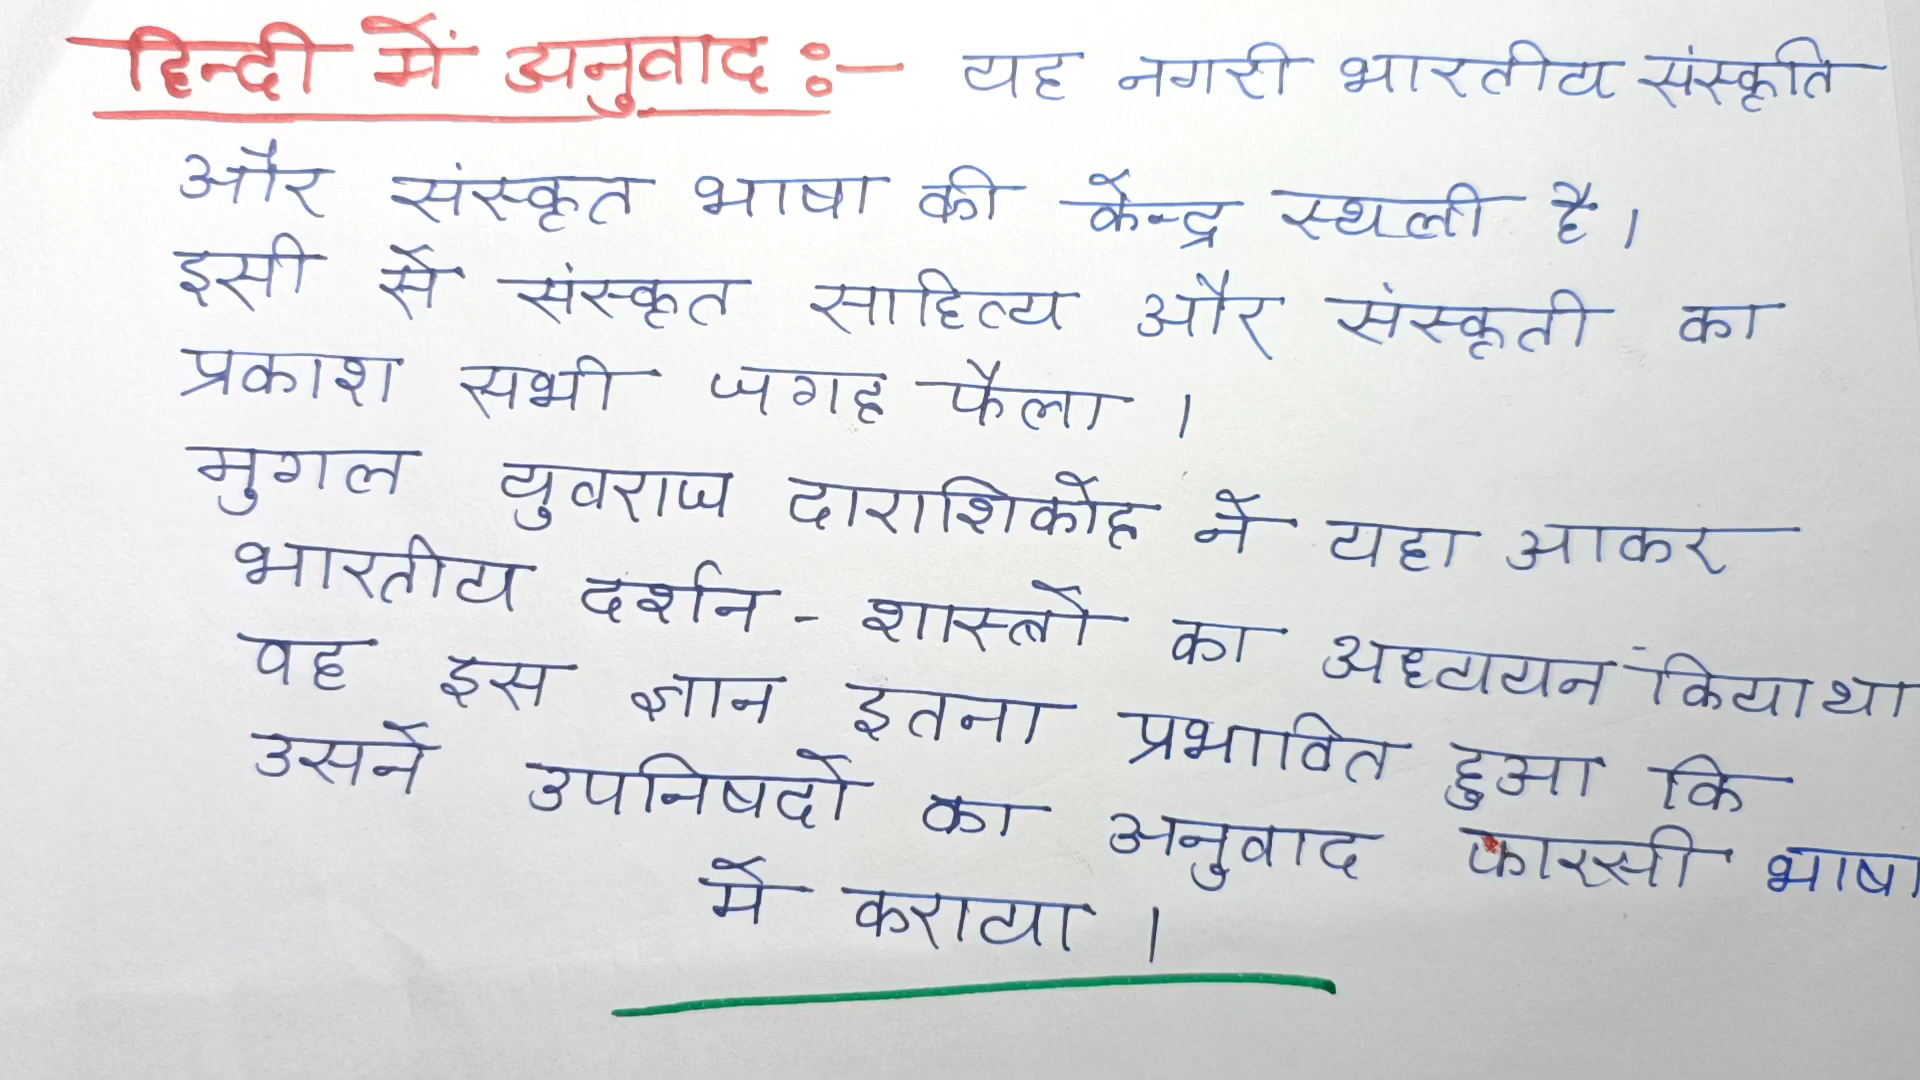 हिन्दी में अनुवाद :- यह नगरी भारतीय संस्कृति
और संस्कृत भाषा की केन्द्र स्थली है।
इसी से संस्कृत साहित्य और संस्कृती का
प्रकाश सभी जगह फैला ।
मुगल युवराज दाराशिकोह ने यहा आकर
भारतीय दर्शन - शास्त्रो का अध्ययन किया था
वह इस ज्ञान इतना प्रभावित हुआ कि
उसने उपनिषदो का अनुवाद फारसी भाषा
मे कराया ।